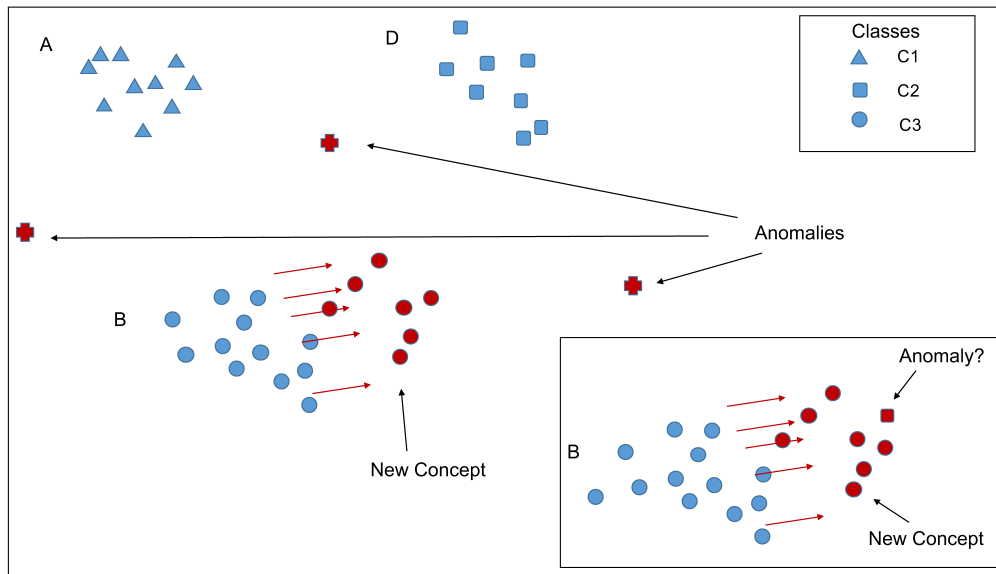 A
D
Classes
C1
C2
C3
Anomalies
B
New Concept
Anomaly?
B
New Concept